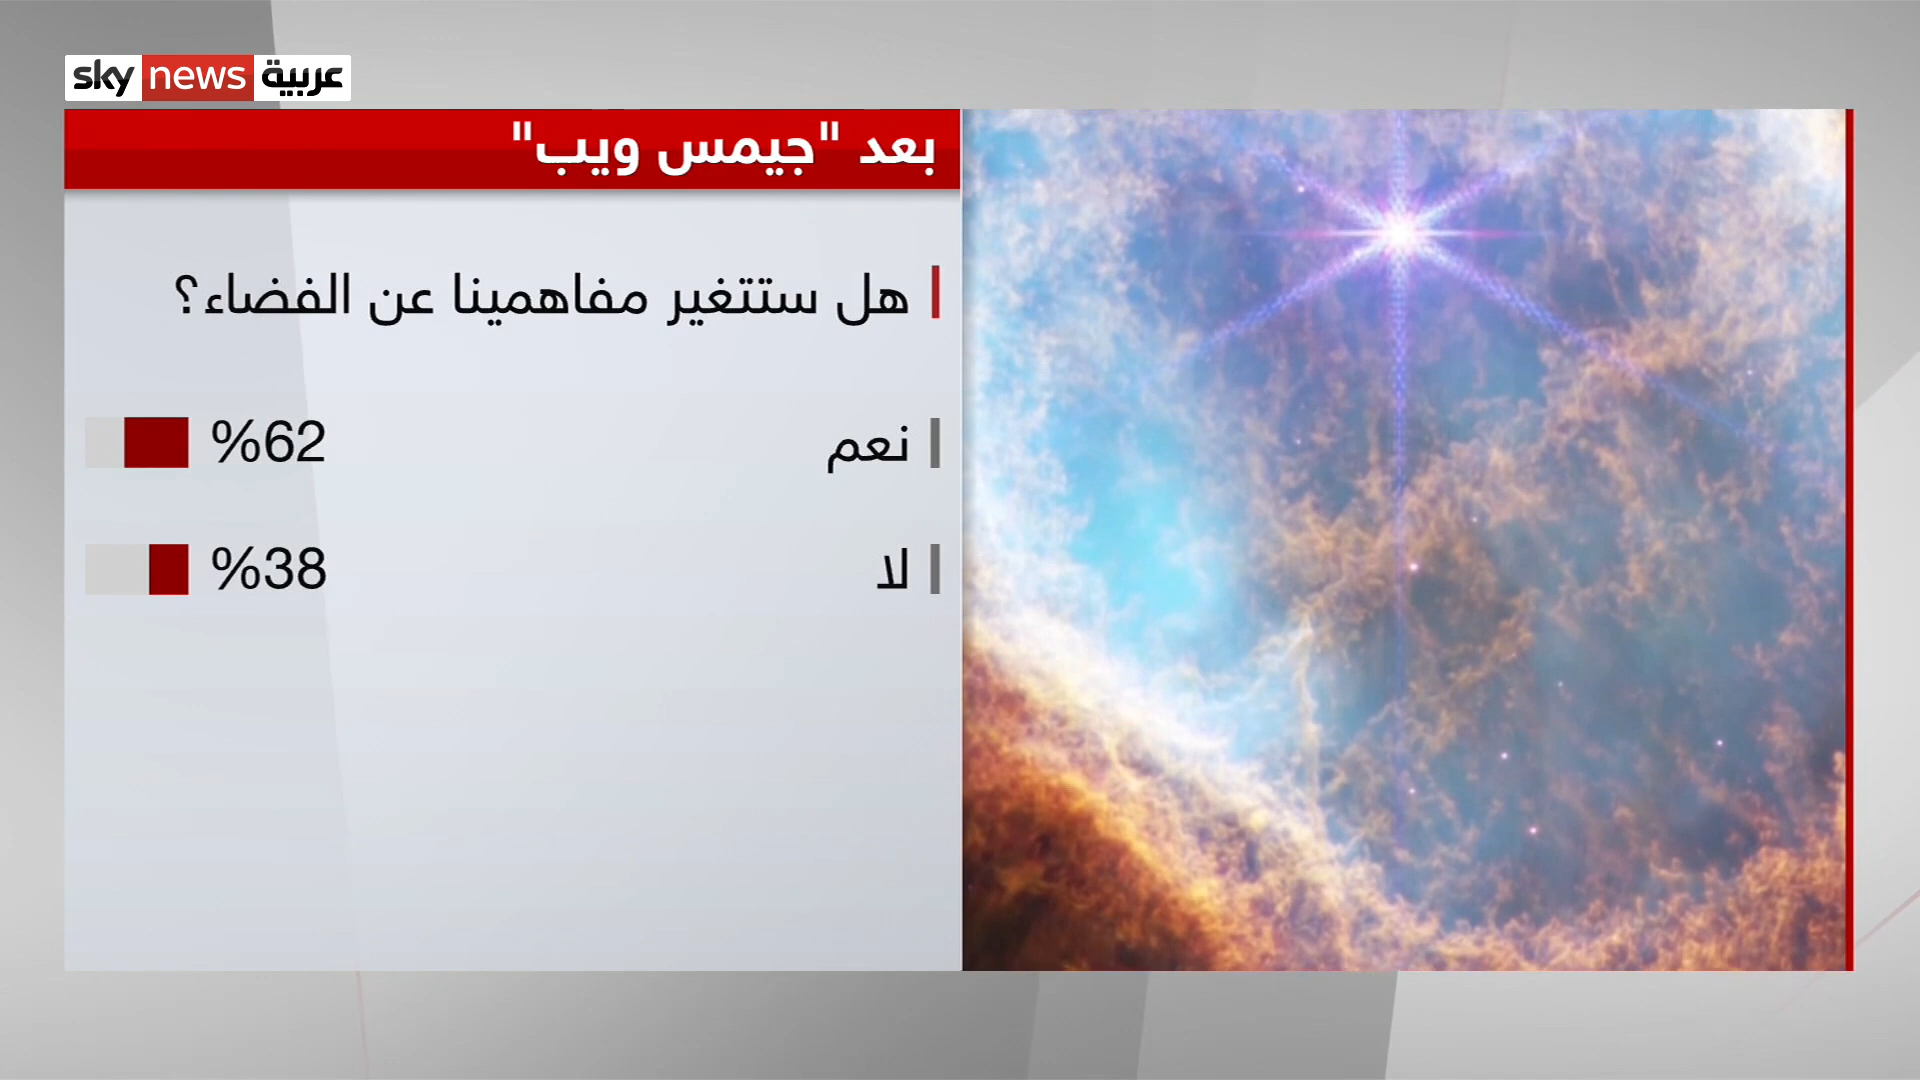 sky news عربية
بعد "جيمس ويب"
هل ستتغير مفاهمينا عن الفضاء؟
نعم %62
لا %38